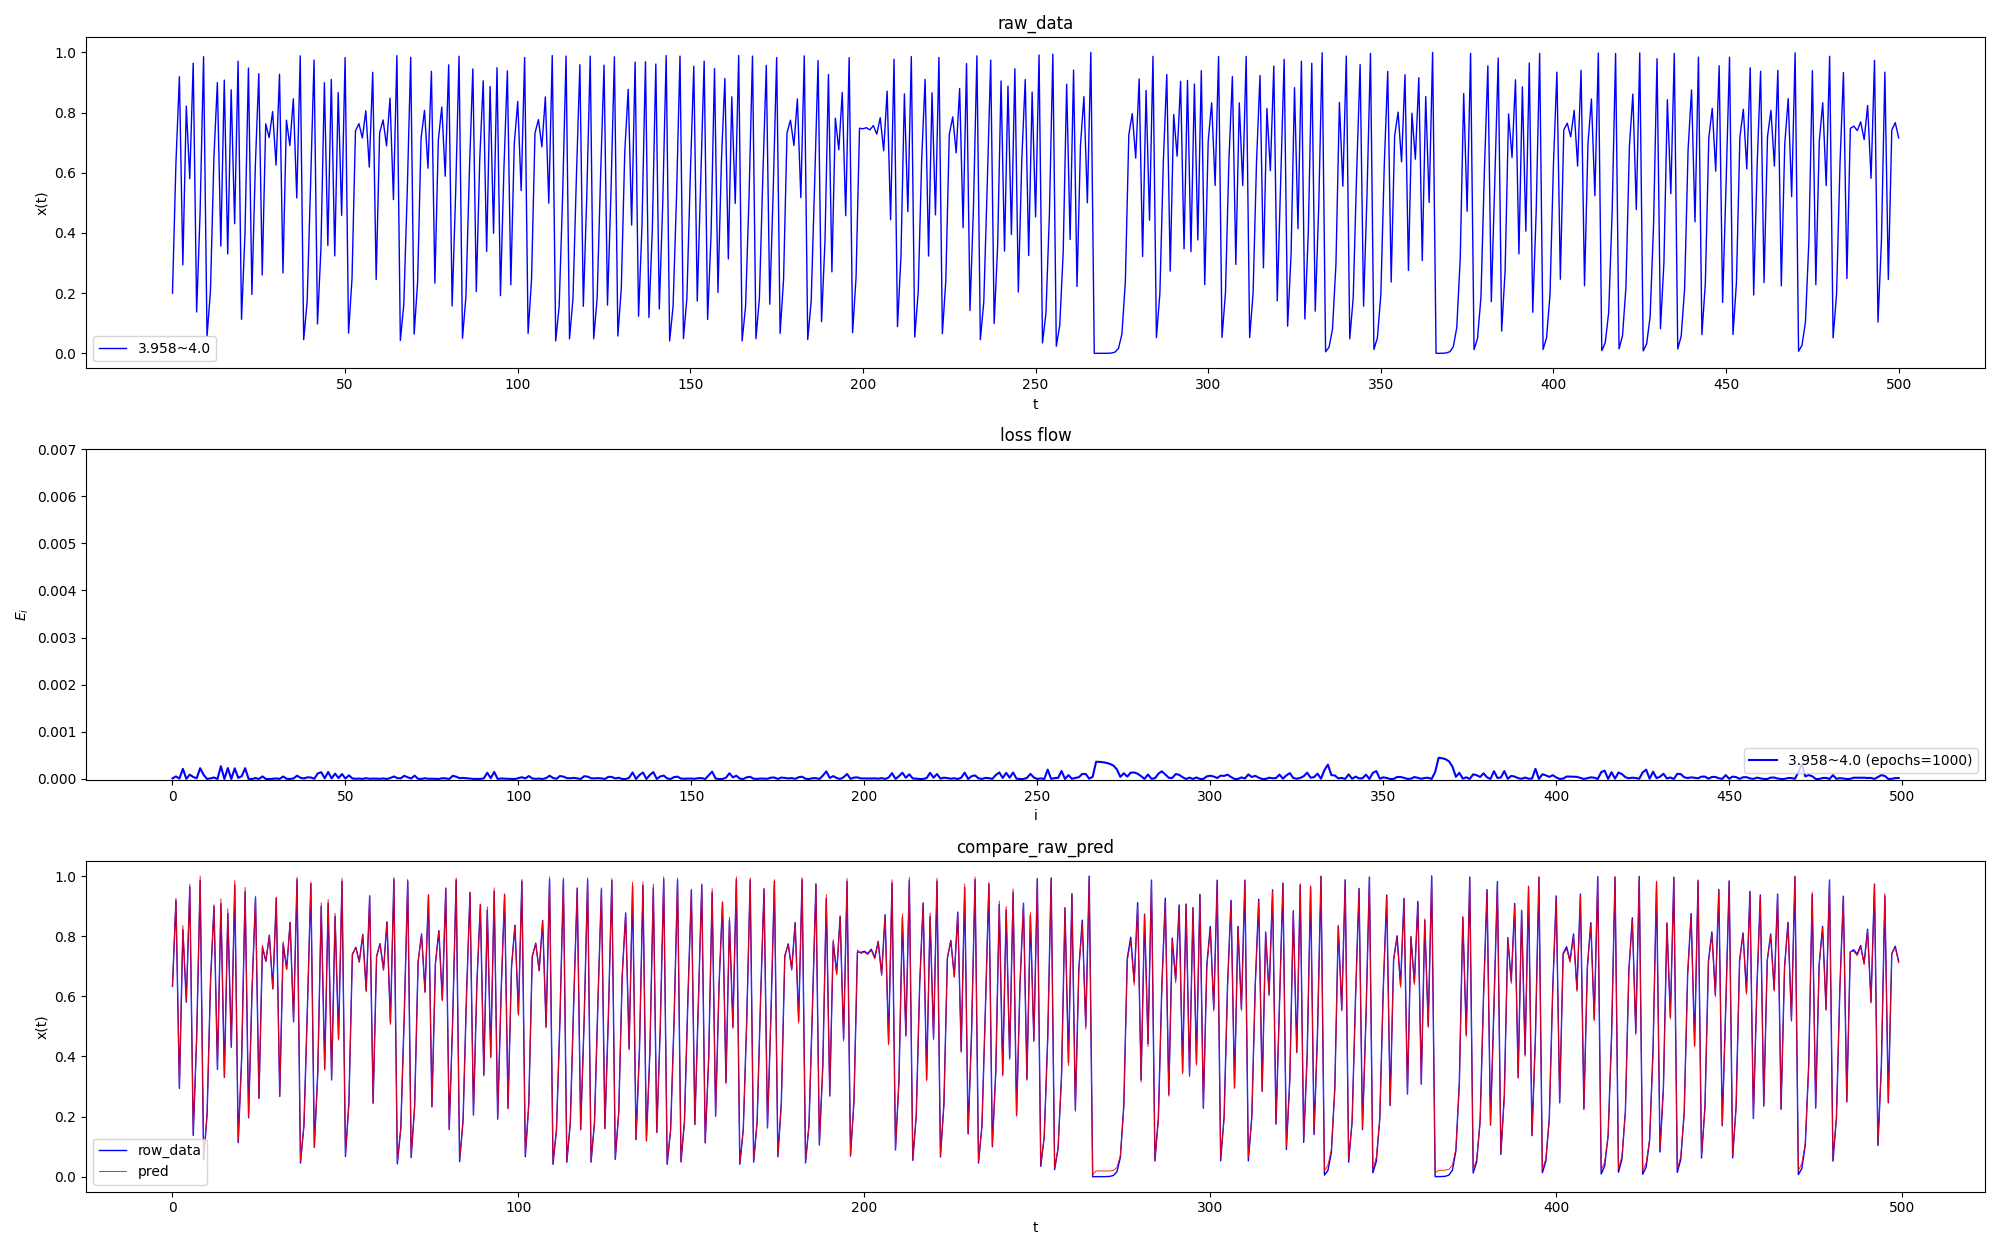 raw_data
1.0
0.8
0.6
0.4
0.2
0.0
x(t)
3.958~4.0
50 100 150 200 250 300 350 400 450 500
t
loss flow
0.007
0.006
0.005
0.004
0.003
0.002
0.001
0.000
E_i
3.958~4.0 (epochs=1000)
0 50 100 150 200 250 300 350 400 450 500
i
compare_raw_pred
1.0
0.8
0.6
0.4
0.2
0.0
x(t)
row_data
pred
0 100 200 300 400 500
t